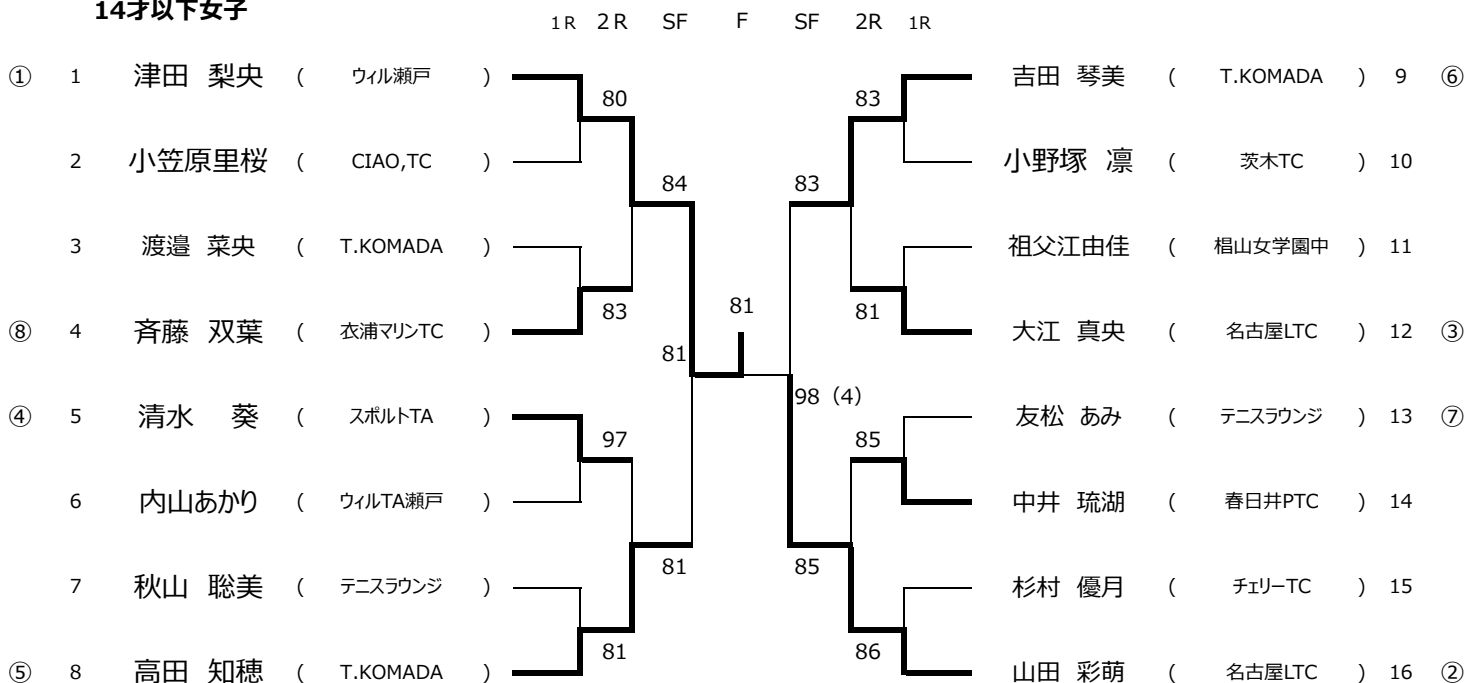 14才以下女子
1R 2R SF F SF 2R 1R
① 1 津田 梨央 ( ウィル瀬戸 ) 吉田 琴美 ( T.KOMADA ) 9 ⑥
80 83
2 小笠原里桜 ( CIAO,TC ) 小野塚 凛 ( 茨木TC ) 10
84 83
3 渡邉 菜央 ( T.KOMADA ) 祖父江由佳 ( 椙山女学園中 ) 11
83 81 81
⑧ 4 斉藤 双葉 ( 衣浦マリンTC ) 大江 真央 ( 名古屋LTC ) 12 ③
81
98（4）
④ 5 清水 葵 ( スポルトTA ) 友松 あみ ( テニスラウンジ ) 13 ⑦
97 85
6 内山あかり ( ウィルTA瀬戸 ) 中井 琉湖 ( 春日井PTC ) 14
81 85
7 秋山 聡美 ( テニスラウンジ ) 杉村 優月 ( チェリーTC ) 15
81 86
⑤ 8 高田 知穂 ( T.KOMADA ) 山田 彩萌 ( 名古屋LTC ) 16 ②